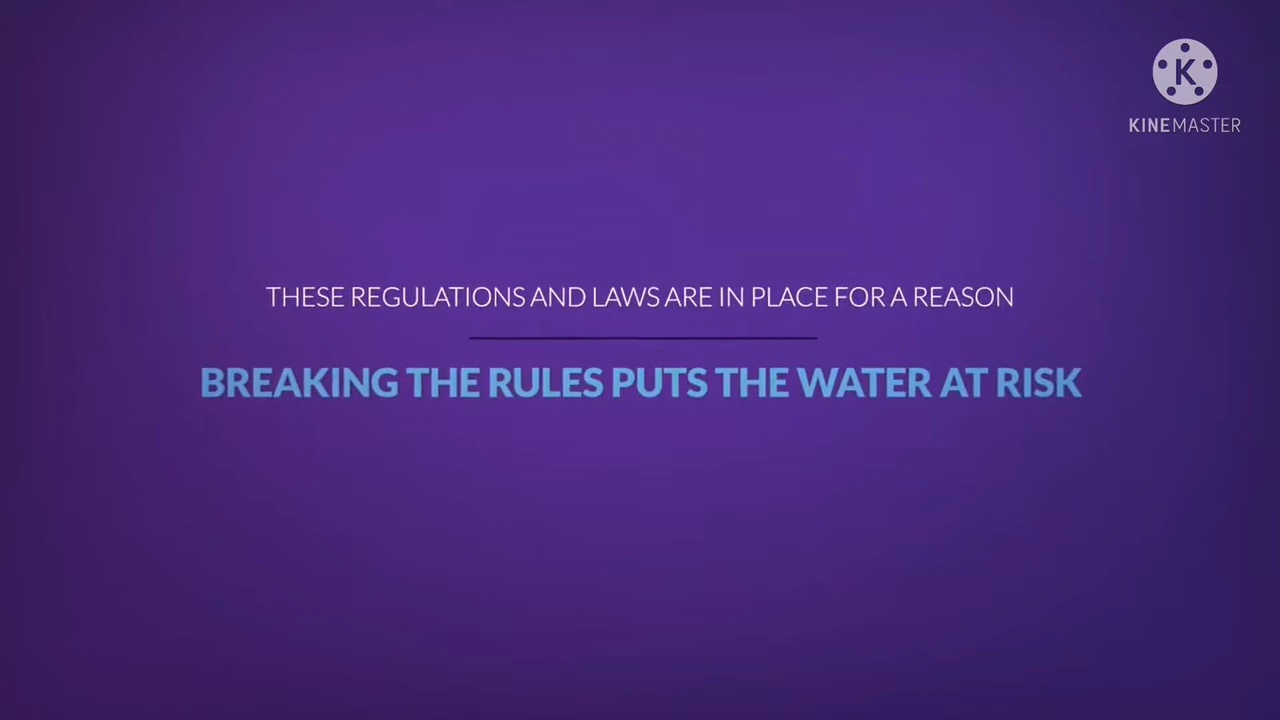 K
KINEMASTER
THESE REGULATIONS AND LAWS ARE IN PLACE FOR A REASON
BREAKING THE RULES PUTS THE WATER AT RISK